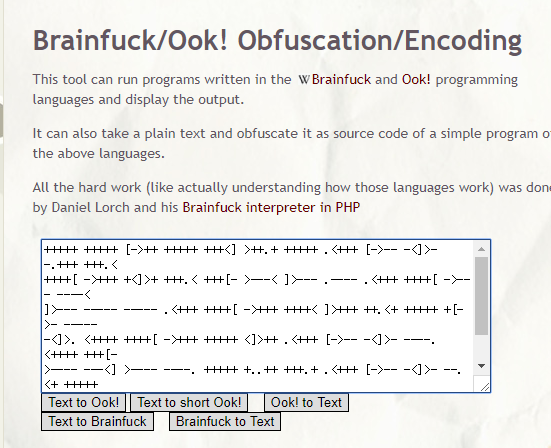 Brainfuck/Ook! Obfuscation/Encoding
This tool can run programs written in the W Brainfuck and Ook! programming
languages and display the output.
It can also take a plain text and obfuscate it as source code of a simple program o
the above languages.
All the hard work (like actually understanding how those languages work) was done
by Daniel Lorch and his Brainfuck interpreter in PHP
+++++ +++++ [->++ +++++ +++<] >++.+ +++++ .<+++ [->-- -<]>-
-.+++ +++.<
++++[ ->+++ +<]>+ +++.< +++[- >---< ]>--- .---- .<+++ ++++[ ->--
- ----<
]>--- ----- ----- .<+++ ++++[ ->+++ ++++< ]>+++ ++.<+ +++++ +[-
>- -----
-<]>. <++++ ++++[ ->+++ +++++ <]>++ .<+++ [->-- -<]>- ----.
<++++ +++[-
>---- ---<] >---- ----. +++++ +..++ +++.+ .<+++ [->-- -<]>- --.
<+ +++++
Text to Ook! Text to short Ook! Ook! to Text
Text to Brainfuck Brainfuck to Text